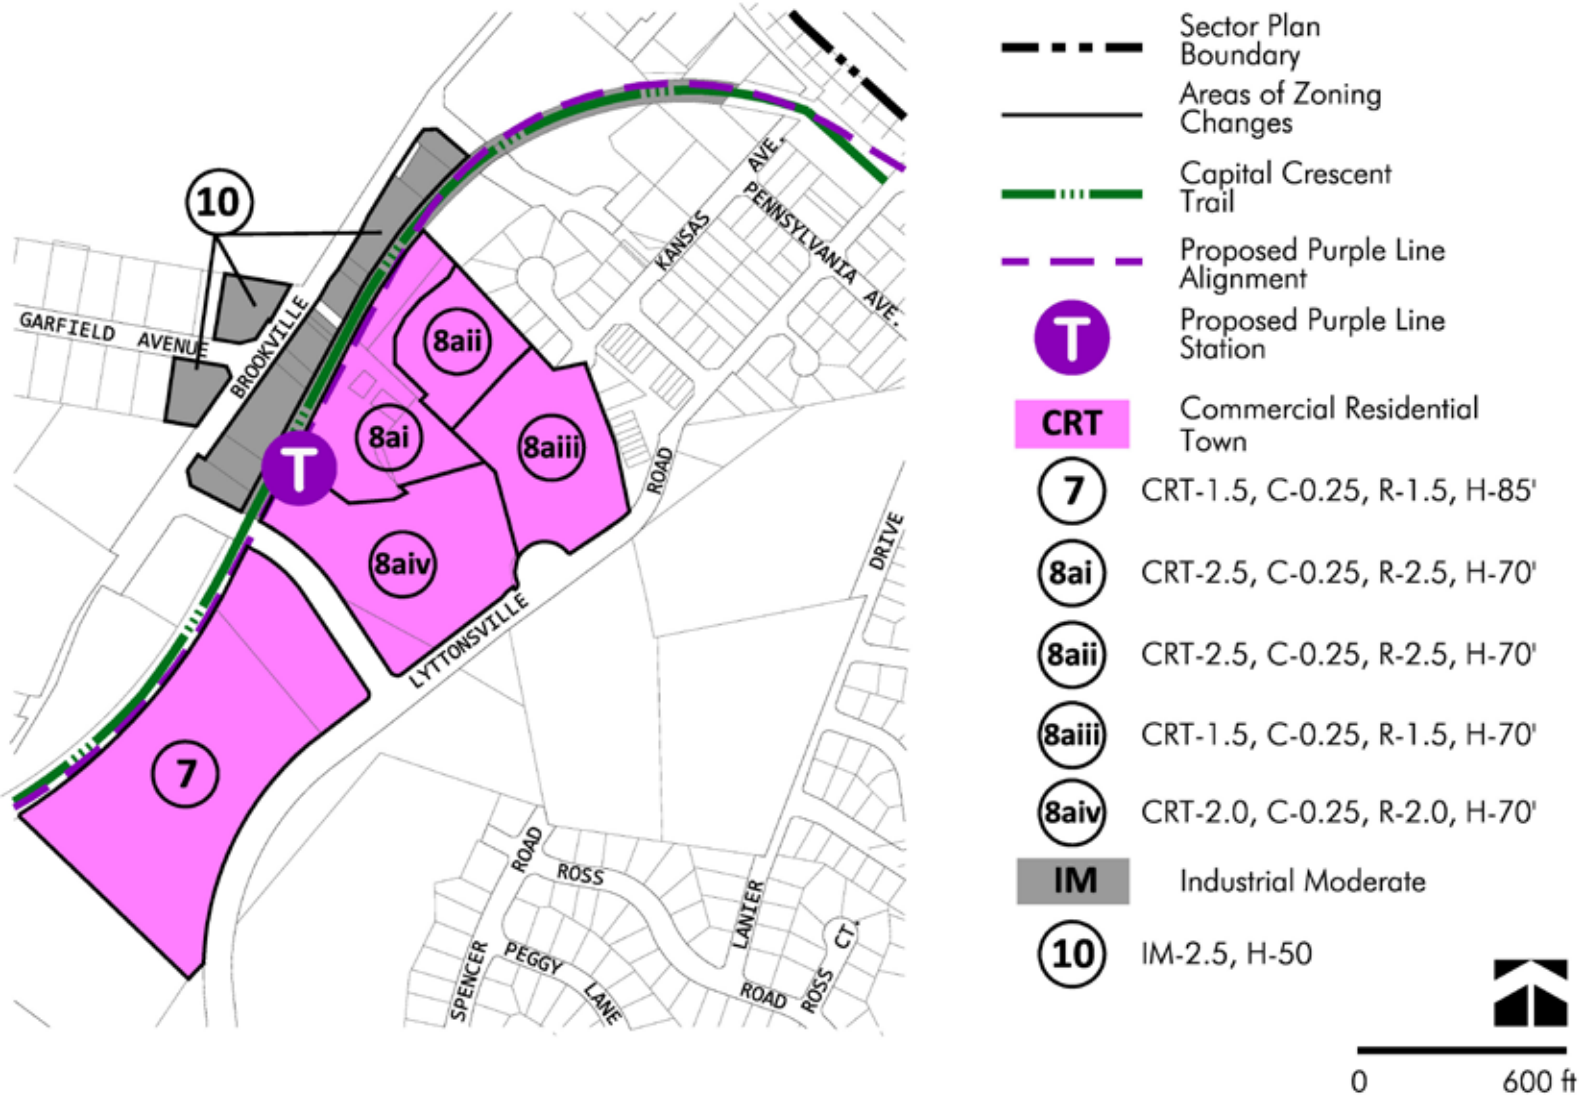 10
GARFIELD AVENUE
BROOKVILLE
KANSAS
AVE.
PENNSYLVANIA AVE.
8aii
8ai
8aiii
T
8aiv
ROAD
LYTTONSVILLE
DRIVE
7
ROAD
ROSS
SPENCER
PEGGY
LANE
LANIER
ROAD
ROSS
CT.
Sector Plan
Boundary
Areas of Zoning
Changes
Capital Crescent
Trail
Proposed Purple Line
Alignment
T
Proposed Purple Line
Station
CRT
Commercial Residential
Town
7 CRT-1.5, C-0.25, R-1.5, H-85'
8ai CRT-2.5, C-0.25, R-2.5, H-70'
8aii CRT-2.5, C-0.25, R-2.5, H-70'
8aiii CRT-1.5, C-0.25, R-1.5, H-70'
8aiv CRT-2.0, C-0.25, R-2.0, H-70'
IM Industrial Moderate
10 IM-2.5, H-50
0 600 ft